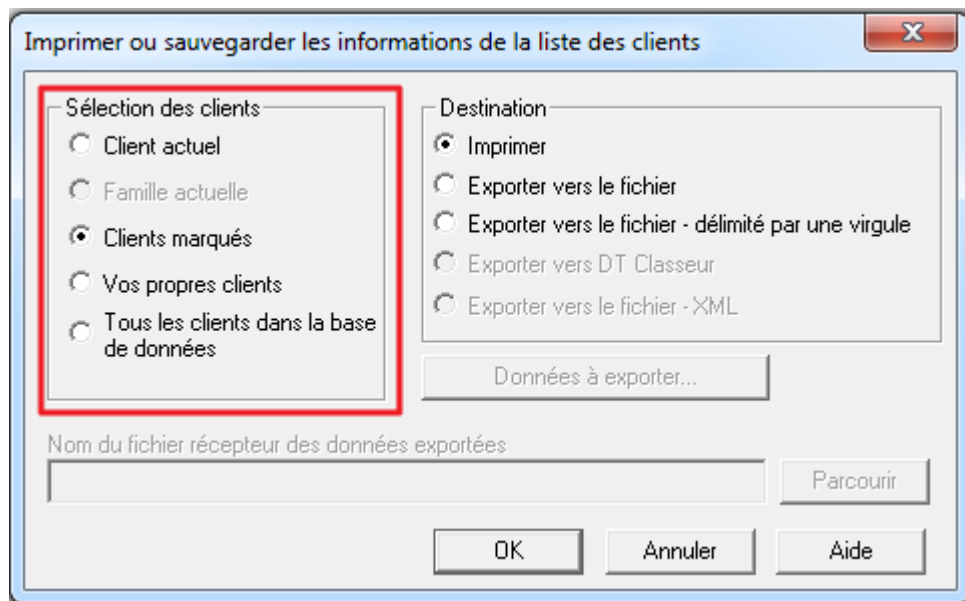 Imprimer ou sauvegarder les informations de la liste des clients
Sélection des clients
Client actuel
Famille actuelle
Clients marqués
Vos propres clients
Tous les clients dans la base
de données
Destination
Imprimer
Exporter vers le fichier
Exporter vers le fichier - délimité par une virgule
Exporter vers DT Classeur
Exporter vers le fichier - XML
Données à exporter...
Nom du fichier récepteur des données exportées
Parcourir
OK
Annuler
Aide